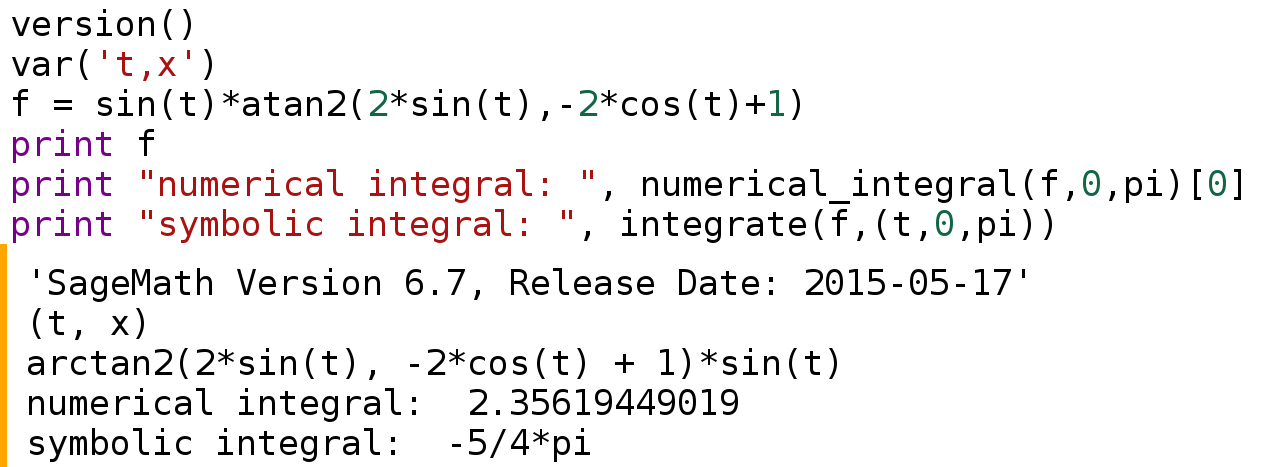 version()
var('t,x')
f = sin(t)*atan2(2*sin(t),-2*cos(t)+1)
print f
print "numerical integral: ", numerical_integral(f,0,pi)[0]
print "symbolic integral: ", integrate(f,(t,0,pi))
'SageMath Version 6.7, Release Date: 2015-05-17'
(t, x)
arctan2(2*sin(t), -2*cos(t) + 1)*sin(t)
numerical integral:  2.35619449019
symbolic integral:  -5/4*pi